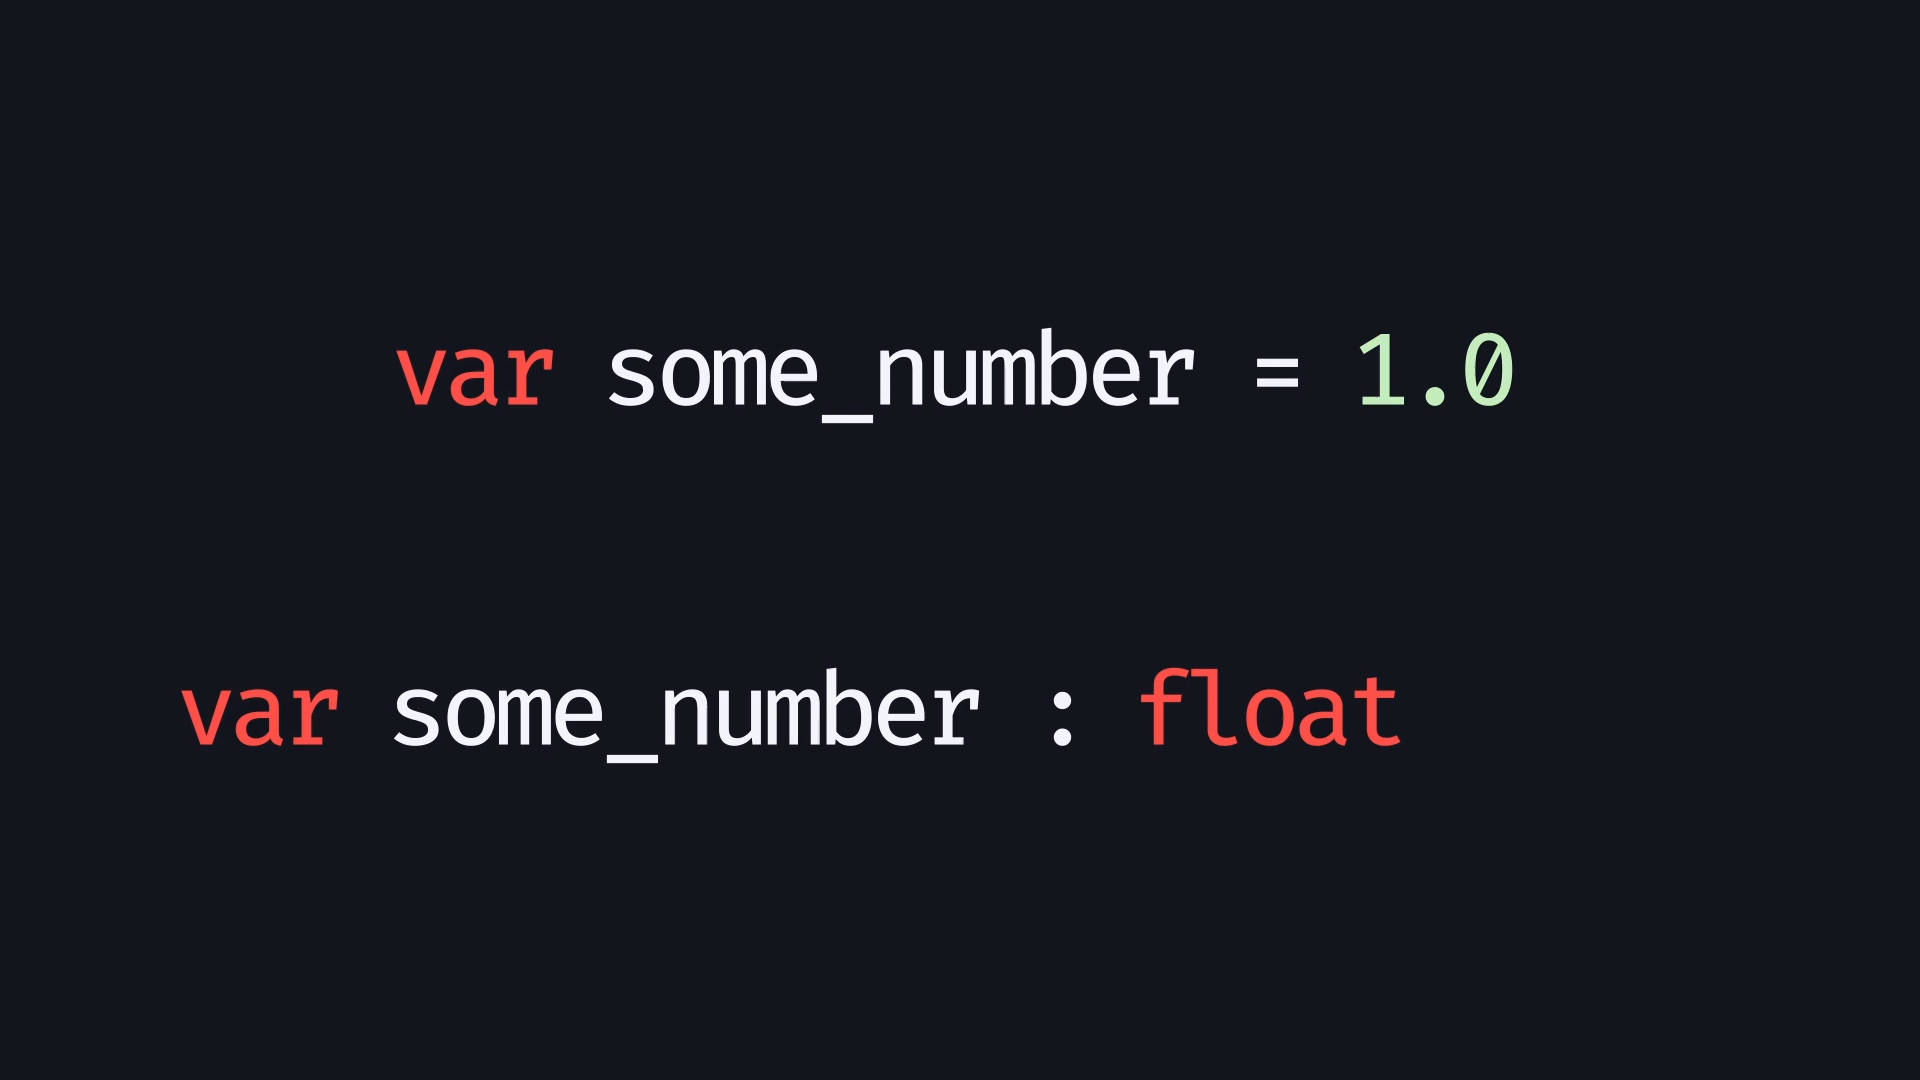 var some_number = 1.0
var some_number : float